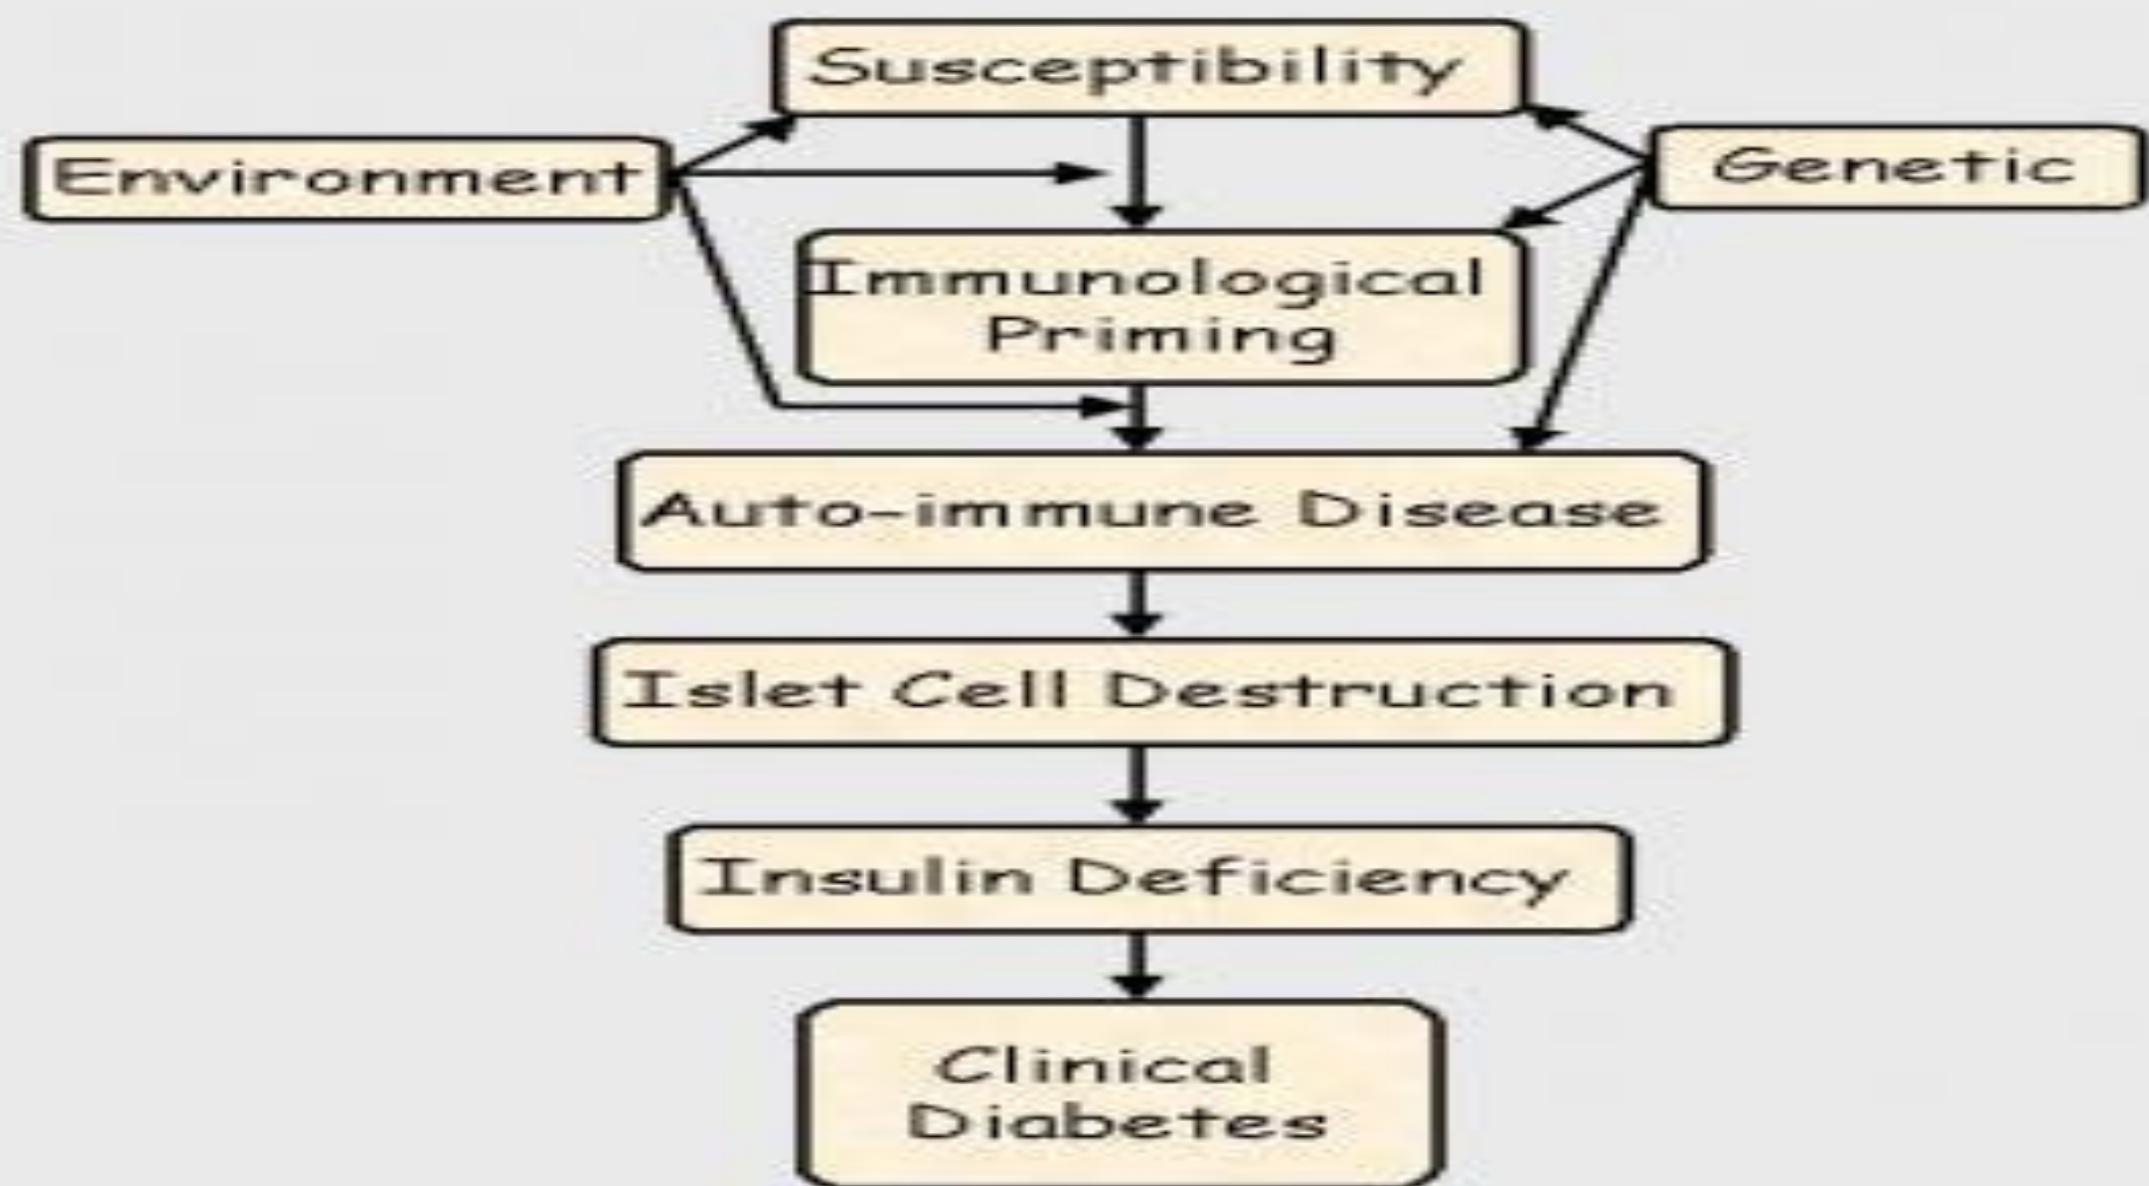 Susceptibility
Environment
Genetic
Immunological
Priming
Auto-immune Disease
Islet Cell Destruction
Insulin Deficiency
Clinical
Diabetes